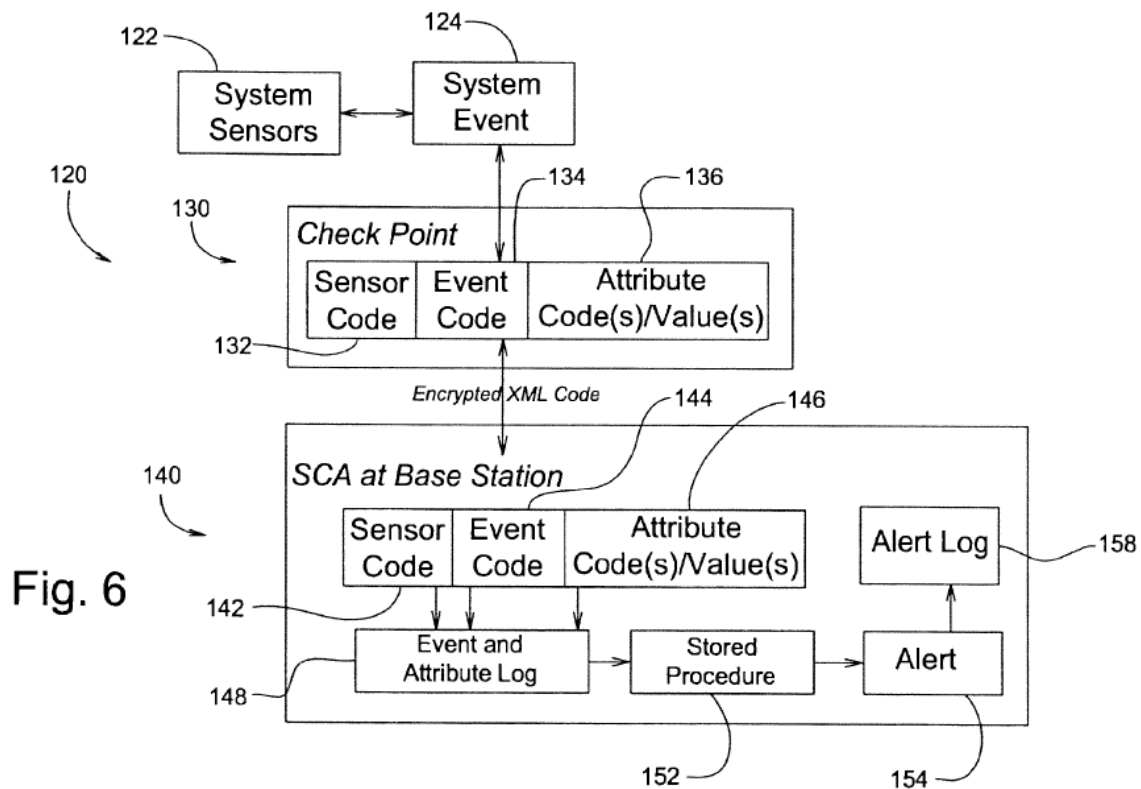 122
124
System
Sensors
System
Event
120
130
134
136
Check Point
Sensor
Code
Event
Code
Attribute
Code(s)/Value(s)
132
Encrypted XML Code
144
146
140
SCA at Base Station
Sensor
Code
Event
Code
Attribute
Code(s)/Value(s)
Alert Log
158
Fig. 6
142
Event and
Attribute Log
Stored
Procedure
Alert
148
152
154